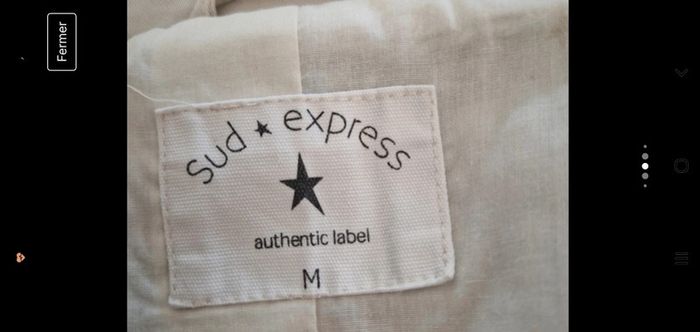 Fermer
sud ★ express
authentic label
M